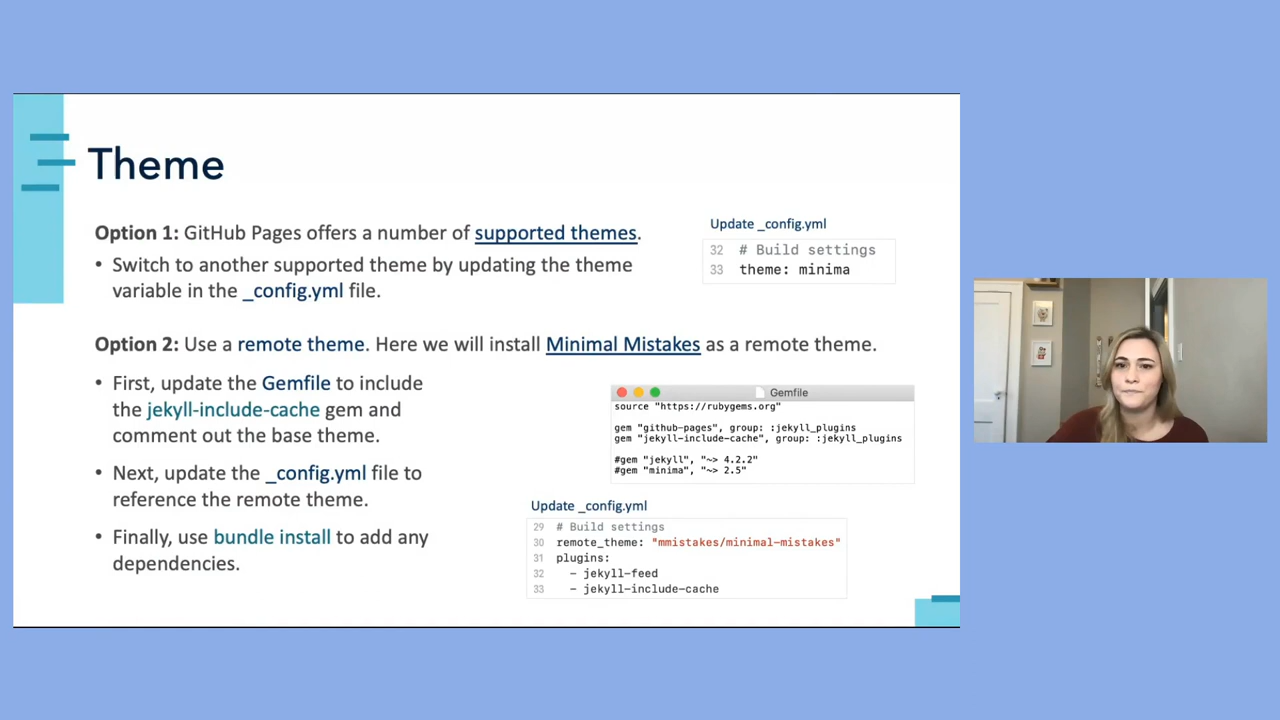 Theme
Option 1: GitHub Pages offers a number of supported themes.
• Switch to another supported theme by updating the theme
variable in the _config.yml file.
Update _config.yml
32 # Build settings
33 theme: minima
Option 2: Use a remote theme. Here we will install Minimal Mistakes as a remote theme.
• First, update the Gemfile to include
the jekyll-include-cache gem and
comment out the base theme.
• Next, update the _config.yml file to
reference the remote theme.
• Finally, use bundle install to add any
dependencies.
Gemfile
source "https://rubygems.org"
gem "github-pages", group: :jekyll_plugins
gem "jekyll-include-cache", group: :jekyll_plugins
#gem "jekyll", "~> 4.2.2"
#gem "minima", "~> 2.5"
Update _config.yml
29 # Build settings
30 remote_theme: "mmistakes/minimal-mistakes"
31 plugins:
32 - jekyll-feed
33 - jekyll-include-cache